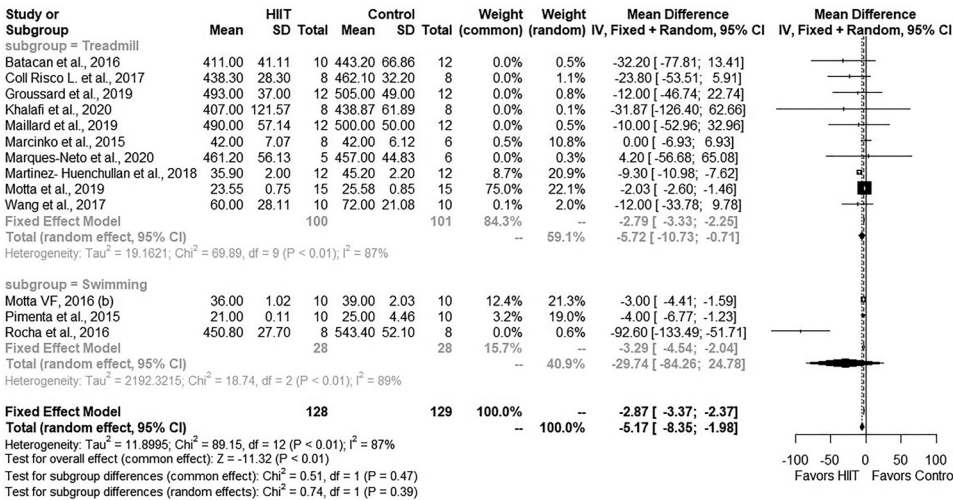 Study or HIIT Control Weight Weight Mean Difference Mean Difference
Mean SD Total Mean SD Total (common) (random) IV, Fixed + Random, 95% CI IV, Fixed + Random, 95% CI
subgroup = Treadmill
Batacan et al., 2016 411.00 41.11 10 443.20 66.86 12 0.0% 0.5% -32.20 [ -77.81; 13.41]
Coll Risco L. et al., 2017 438.30 28.30 8 462.10 32.20 8 0.0% 1.1% -23.80 [ -53.51; 5.91]
Groussard et al., 2019 493.00 37.00 12 505.00 49.00 12 0.0% 0.8% -12.00 [ -46.74; 22.74]
Khalafi et al., 2020 407.00 121.57 8 438.87 61.89 8 0.0% 0.1% -31.87 [ -126.40; 62.66]
Maillard et al., 2019 490.00 57.14 12 500.00 50.00 12 0.0% 0.5% -10.00 [ -52.96; 32.96]
Marcinko et al., 2015 42.00 7.07 8 42.00 6.12 6 0.5% 10.8% 0.00 [ -6.93; 6.93]
Marques-Neto et al., 2020 461.20 56.13 5 457.00 44.83 6 0.0% 0.3% 4.20 [ -56.68; 65.08]
Martinez- Huenchullan et al., 2018 35.90 2.00 12 45.20 2.20 12 8.7% 20.9% -9.30 [ -10.98; -7.62]
Motta et al., 2019 23.55 0.75 15 25.58 0.85 15 75.0% 22.1% -2.03 [ -2.60; -1.46]
Wang et al., 2017 60.00 28.11 10 72.00 21.08 10 0.1% 2.0% -12.00 [ -33.78; 9.78]
Fixed Effect Model 100 101 84.3% -- -2.79 [ -3.33; -2.25]
Total (random effect, 95% CI) -- 59.1% -5.72 [ -10.73; -0.71]
Heterogeneity: Tau² = 19.1621; Chi² = 69.89, df = 9 (P < 0.01); I² = 87%
subgroup = Swimming
Motta VF, 2016 (b) 36.00 1.02 10 39.00 2.03 10 12.4% 21.3% -3.00 [ -4.41; -1.59]
Pimenta et al., 2015 21.00 0.11 10 25.00 4.46 10 3.2% 19.0% -4.00 [ -6.77; -1.23]
Rocha et al., 2016 450.80 27.70 8 543.40 52.10 8 0.0% 0.6% -92.60 [ -133.49; -51.71]
Fixed Effect Model 28 28 15.7% -- -3.29 [ -4.54; -2.04]
Total (random effect, 95% CI) -- 40.9% -29.74 [ -84.26; 24.78]
Heterogeneity: Tau² = 2192.3215; Chi² = 18.74, df = 2 (P < 0.01); I² = 89%
Fixed Effect Model 128 129 100.0% -- -2.87 [ -3.37; -2.37]
Total (random effect, 95% CI) -- 100.0% -5.17 [ -8.35; -1.98]
Heterogeneity: Tau² = 11.8995; Chi² = 89.15, df = 12 (P < 0.01); I² = 87%
Test for overall effect (common effect): Z = -11.32 (P < 0.01)
Test for subgroup differences (common effect): Chi² = 0.51, df = 1 (P = 0.47)
Test for subgroup differences (random effects): Chi² = 0.74, df = 1 (P = 0.39)
-100 -50 0 50 100
Favors HIIT Favors Contro